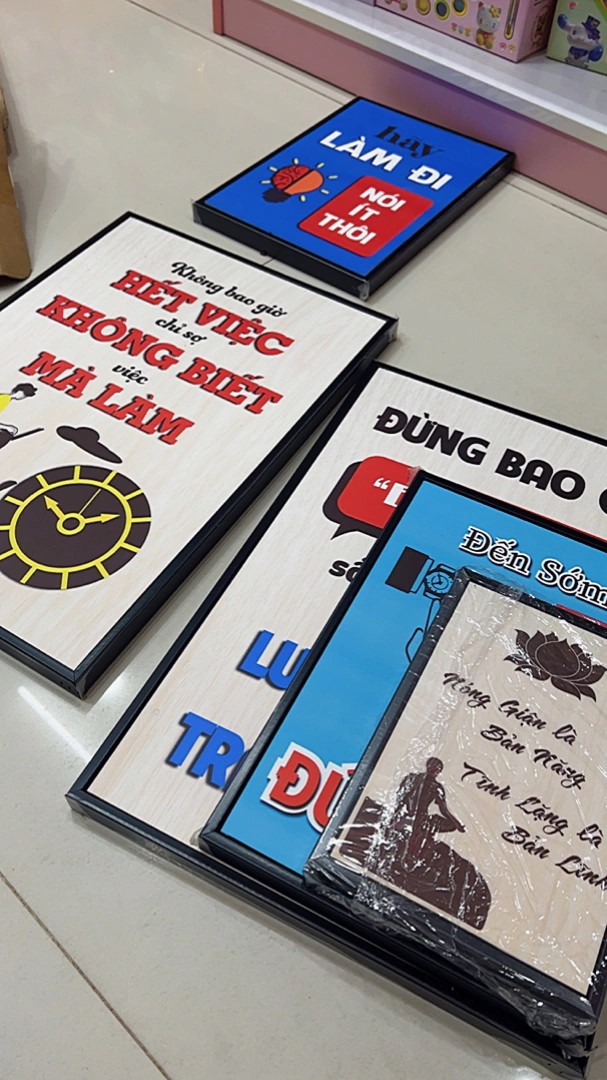 hãy
LÀM ĐI
NÓI
ÍT
THÔI
Không bao giờ
HẾT VIỆC
chỉ sợ
KHÔNG BIẾT
việc
MÀ LÀM
ĐỪNG BAO
Đến Sớm
Nóng Giận là
Bản Năng
Tĩnh Lặng là
Bản Lĩnh